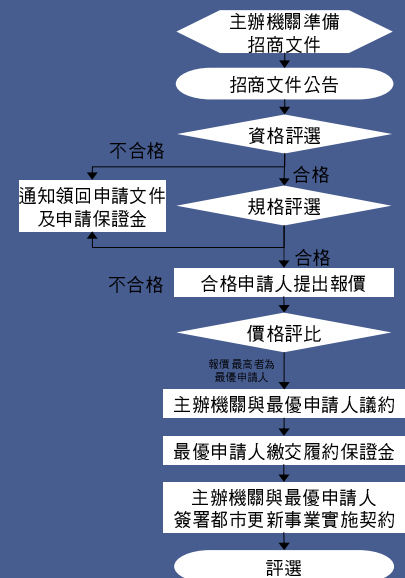 主辦機關準備
招商文件
招商文件公告
資格評選
不合格
合格
通知領回申請文件
及申請保證金
規格評選
合格
不合格
合格申請人提出報價
價格評比
報價最高者為
最優申請人
主辦機關與最優申請人議約
最優申請人繳交履約保證金
主辦機關與最優申請人
簽署都市更新事業實施契約
評選